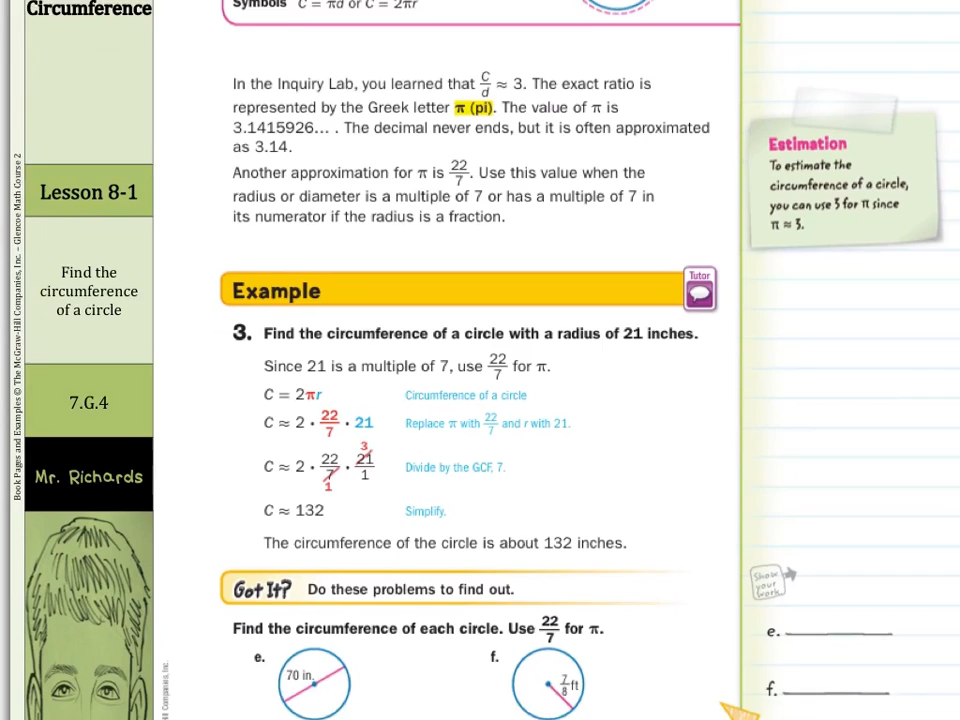 Circumference
Symbols C = πd or C = 2πr
In the Inquiry Lab, you learned that C/d ≈ 3. The exact ratio is
represented by the Greek letter π (pi). The value of π is
3.1415926… . The decimal never ends, but it is often approximated
as 3.14.
Another approximation for π is 22/7. Use this value when the
radius or diameter is a multiple of 7 or has a multiple of 7 in
its numerator if the radius is a fraction.
Estimation
To estimate the
circumference of a circle,
you can use 3 for π since
π ≈ 3.
Lesson 8-1
Find the
circumference
of a circle
7.G.4
Mr. Richards
Book Pages and Examples © The McGraw-Hill Companies, Inc. – Glencoe Math Course 2
Example
Tutor
3. Find the circumference of a circle with a radius of 21 inches.
Since 21 is a multiple of 7, use 22/7 for π.
C = 2πr Circumference of a circle
C ≈ 2 · 22/7 · 21 Replace π with 22/7 and r with 21.
3
C ≈ 2 · 22/7 · 21/1 Divide by the GCF, 7.
1
C ≈ 132 Simplify.
The circumference of the circle is about 132 inches.
Got It? Do these problems to find out.
Find the circumference of each circle. Use 22/7 for π.
e. 70 in.
f. 7/8 ft
Show
your
work.
e.
f.
Hill Companies, Inc.